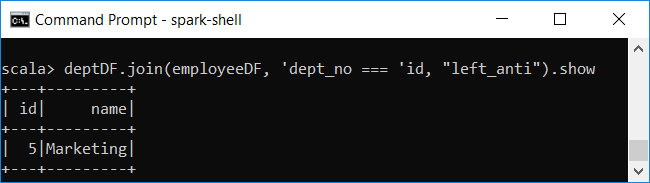 Command Prompt - spark-shell
scala> deptDF.join(employeeDF, 'dept_no === 'id, "left_anti").show
+---+---------+
| id|     name|
+---+---------+
|  5|Marketing|
+---+---------+